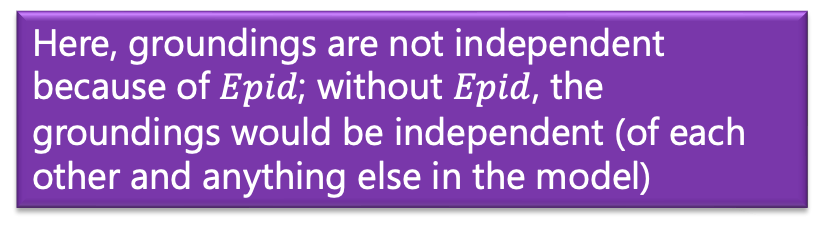 Here, groundings are not independent
because of Epid; without Epid, the
groundings would be independent (of each
other and anything else in the model)